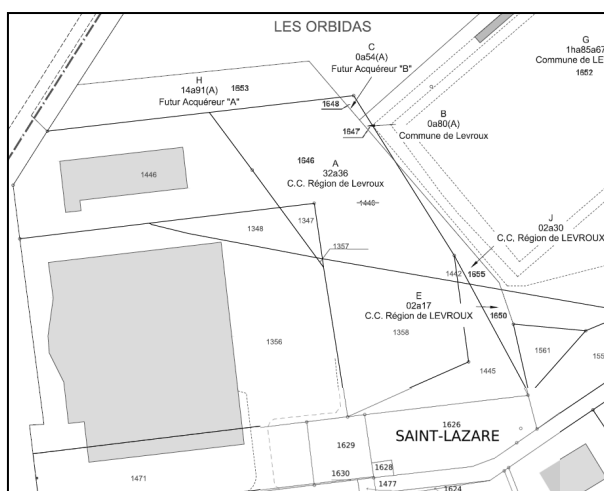 LES ORBIDAS
G
1ha85a67
Commune de LE
1652
C
0a54(A)
Futur Acquéreur "B"
H
14a91(A)
1653
Futur Acquéreur "A"
1648
B
0a80(A)
Commune de Levroux
1647
1646
A
32a36
C.C. Région de Levroux
1446
1440
1347
1348
1357
J
02a30
C,C, Région de LEVROUX
1442
1655
E
02a17
C.C. Région de LEVROUX
1650
1356
1358
1561
155
1445
1626
SAINT-LAZARE
1629
1628
1630
1471
1477
1624